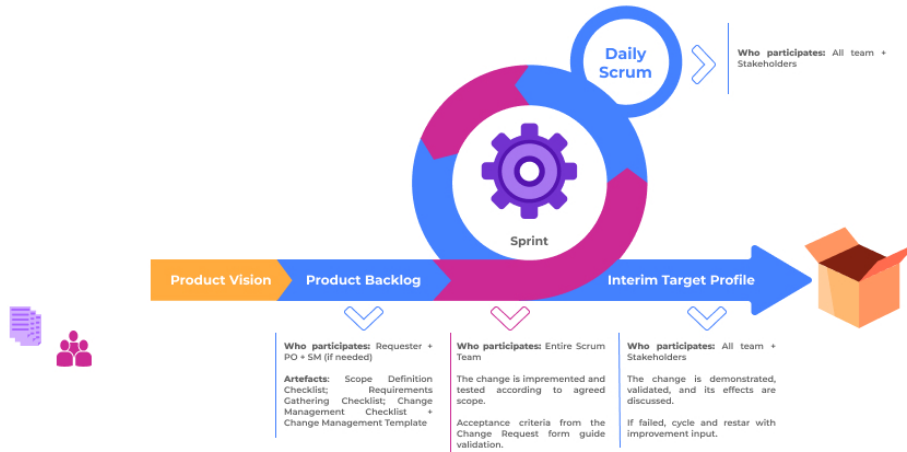 Daily
Scrum
Who participates: All team +
Stakeholders
Sprint
Product Vision
Product Backlog
Interim Target Profile
Who participates: Requester +
PO + SM (if needed)
Artefacts: Scope Definition
Checklist; Requirements
Gathering Checklist; Change
Management Checklist +
Change Management Template
Who participates: Entire Scrum
Team
The change is impremented and
tested according to agreed
scope.
Acceptance criteria from the
Change Request form guide
validation.
Who participates: All team +
Stakeholders
The change is demonstrated,
validated, and its effects are
discussed.
If failed, cycle and restar with
improvement input.